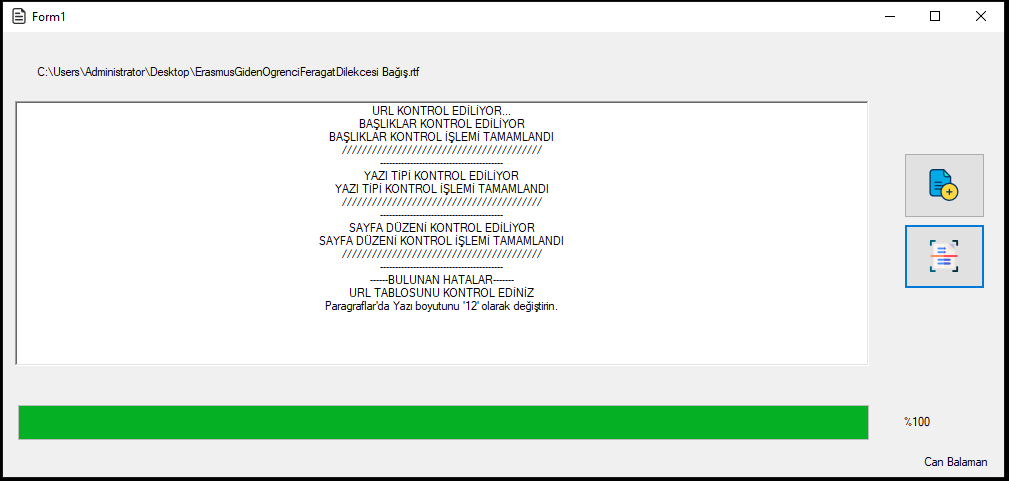 Form1
C:\Users\Administrator\Desktop\ErasmusGidenOgrenciFeragatDilekcesi Bağış.rtf
URL KONTROL EDİLİYOR...
BAŞLIKLAR KONTROL EDİLİYOR
BAŞLIKLAR KONTROL İŞLEMİ TAMAMLANDI
////////////////////////////////////////
-----------------------------------------
YAZI TİPİ KONTROL EDİLİYOR
YAZI TİPİ KONTROL İŞLEMİ TAMAMLANDI
////////////////////////////////////////
-----------------------------------------
SAYFA DÜZENİ KONTROL EDİLİYOR
SAYFA DÜZENİ KONTROL İŞLEMİ TAMAMLANDI
////////////////////////////////////////
-----------------------------------------
------BULUNAN HATALAR-------
URL TABLOSUNU KONTROL EDİNİZ
Paragraflar'da Yazı boyutunu '12' olarak değiştirin.
%100
Can Balaman